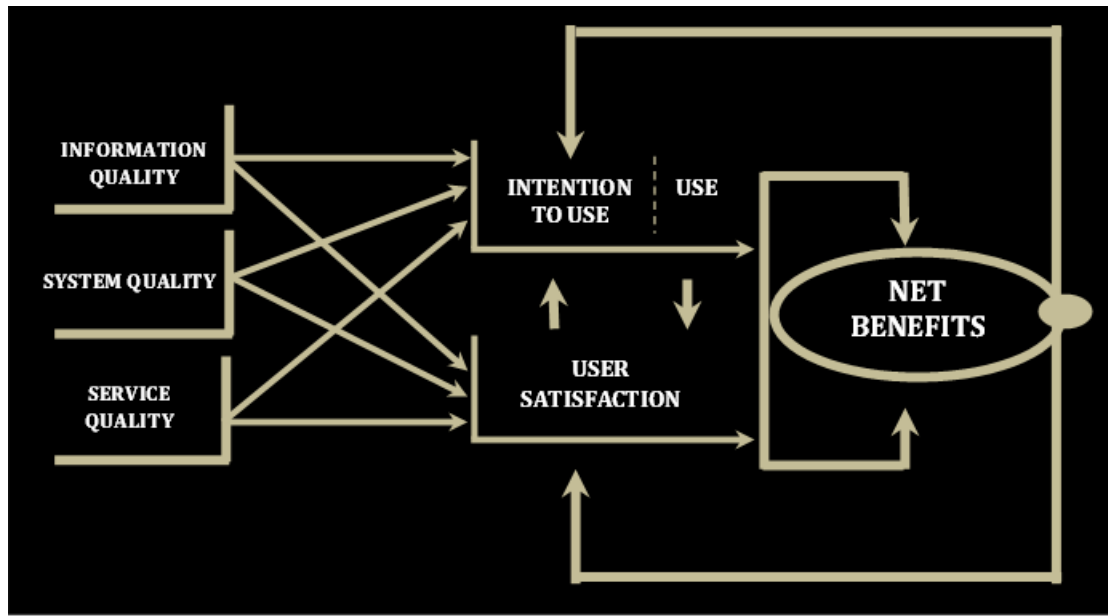 INFORMATION
QUALITY
SYSTEM QUALITY
SERVICE
QUALITY
INTENTION
TO USE
USE
USER
SATISFACTION
NET
BENEFITS